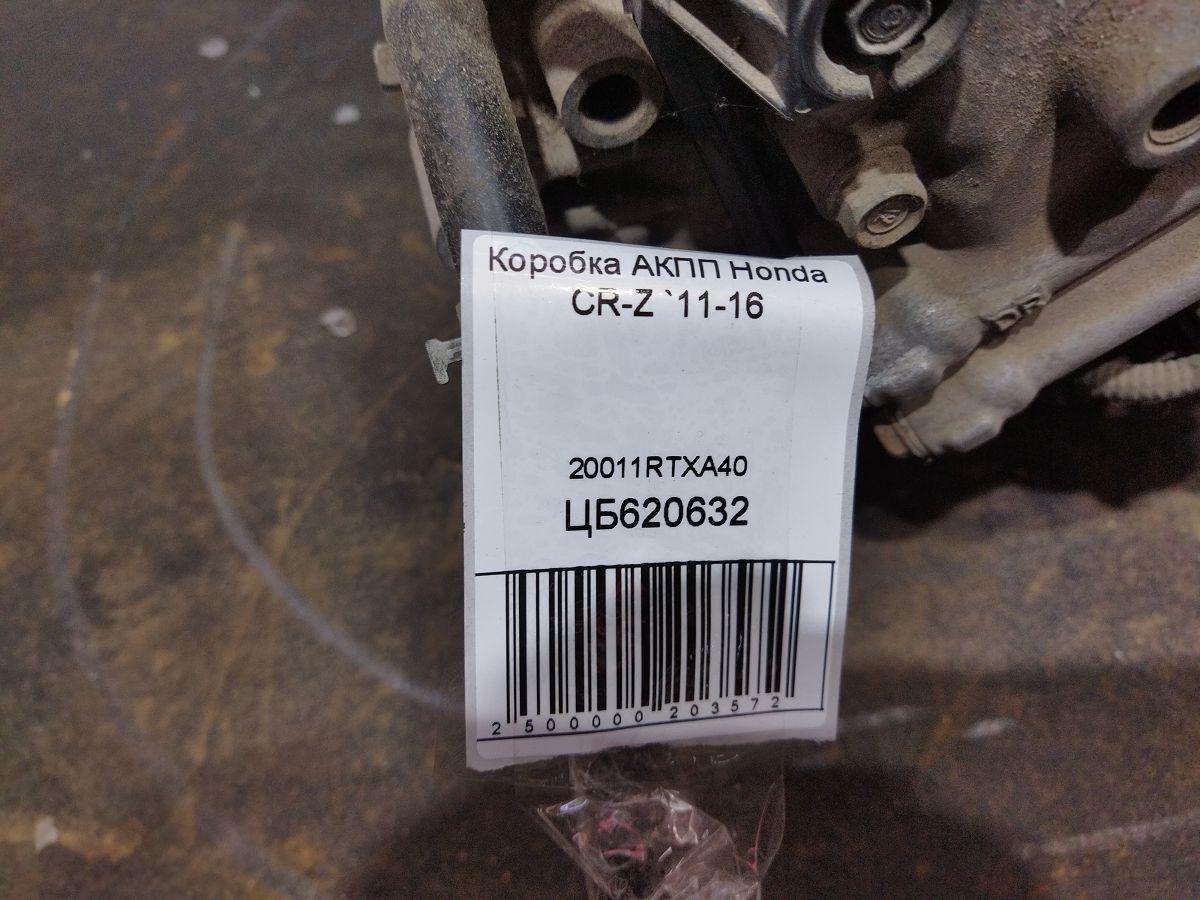 Коробка АКПП Honda
CR-Z `11-16
20011RTXA40
ЦБ620632
2 500000 203572